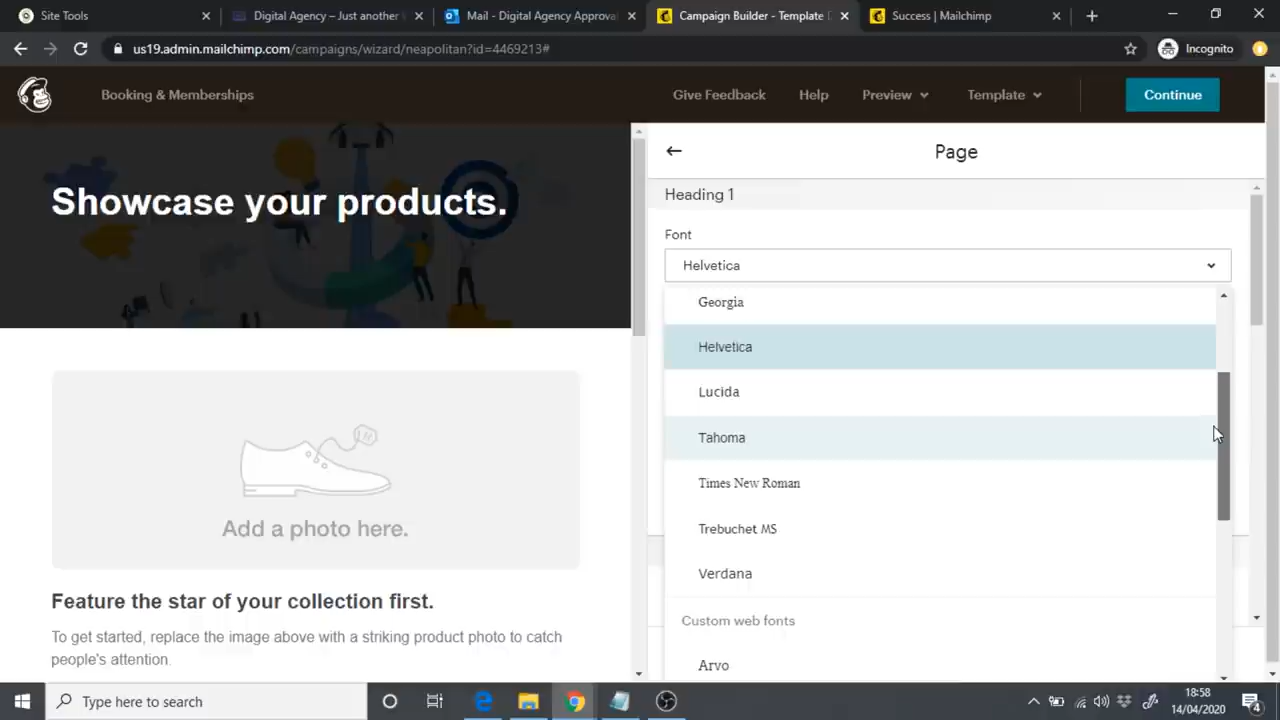 Site Tools
Digital Agency – Just another
Mail - Digital Agency Approval
Campaign Builder - Template D
Success | Mailchimp
us19.admin.mailchimp.com/campaigns/wizard/neapolitan?id=4469213#
Incognito
Booking & Memberships
Give Feedback
Help
Preview
Template
Continue
Showcase your products.
Add a photo here.
Feature the star of your collection first.
To get started, replace the image above with a striking product photo to catch
people's attention.
Page
Heading 1
Font
Helvetica
Georgia
Helvetica
Lucida
Tahoma
Times New Roman
Trebuchet MS
Verdana
Custom web fonts
Arvo
Type here to search
18:58
14/04/2020
4